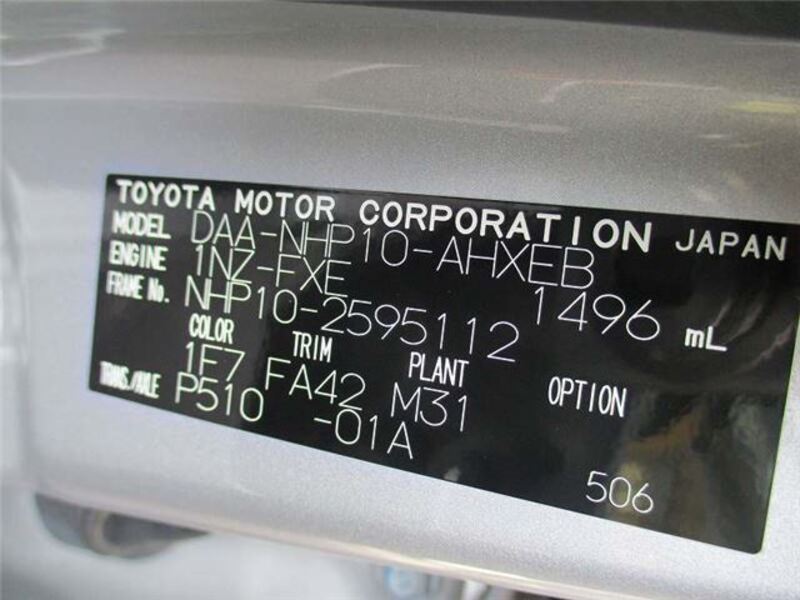 TOYOTA MOTOR CORPORATION JAPAN
MODEL DAA-NHP10-AHXEB
ENGINE 1NZ-FXE 1496 mL
FRAME No. NHP10-2595112
COLOR TRIM PLANT OPTION
1F7 FA42 M31
TRANS./AXLE P510 -01A
506